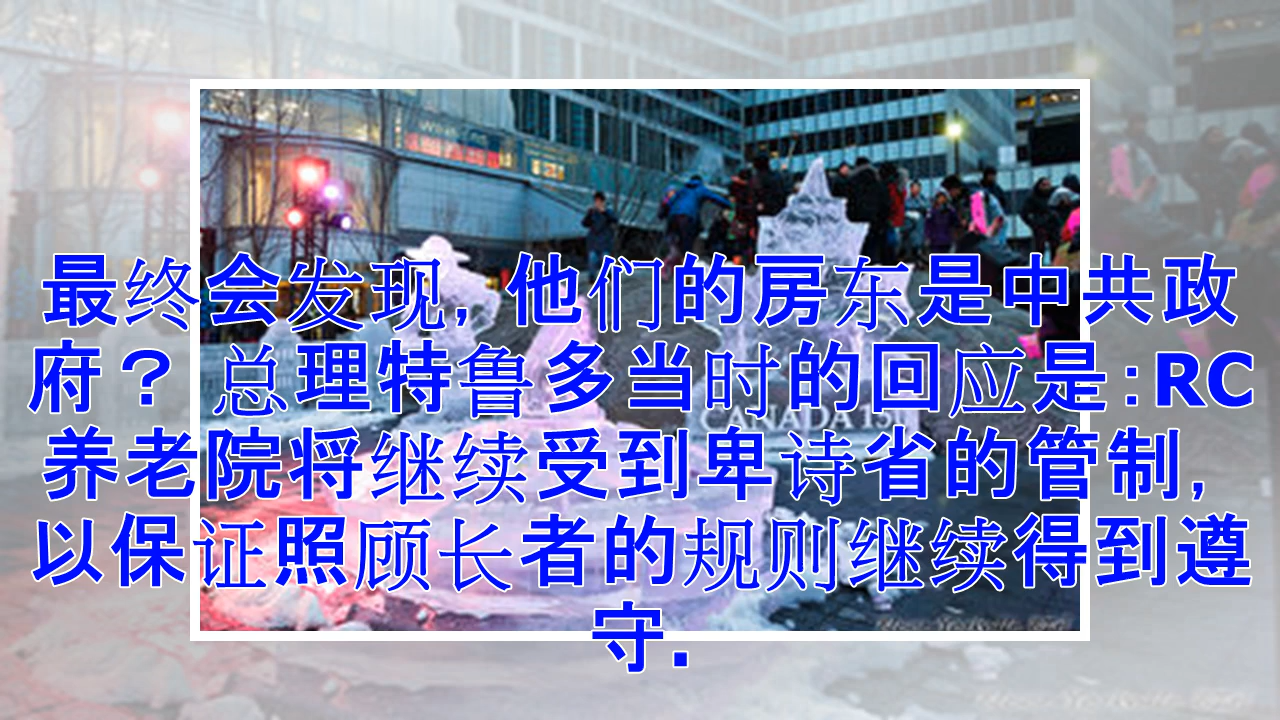 最终会发现, 他们的房东是中共政
府？ 总理特鲁多当时的回应是:RC
养老院将继续受到卑诗省的管制,
以保证照顾长者的规则继续得到遵
守.
CANADA 15